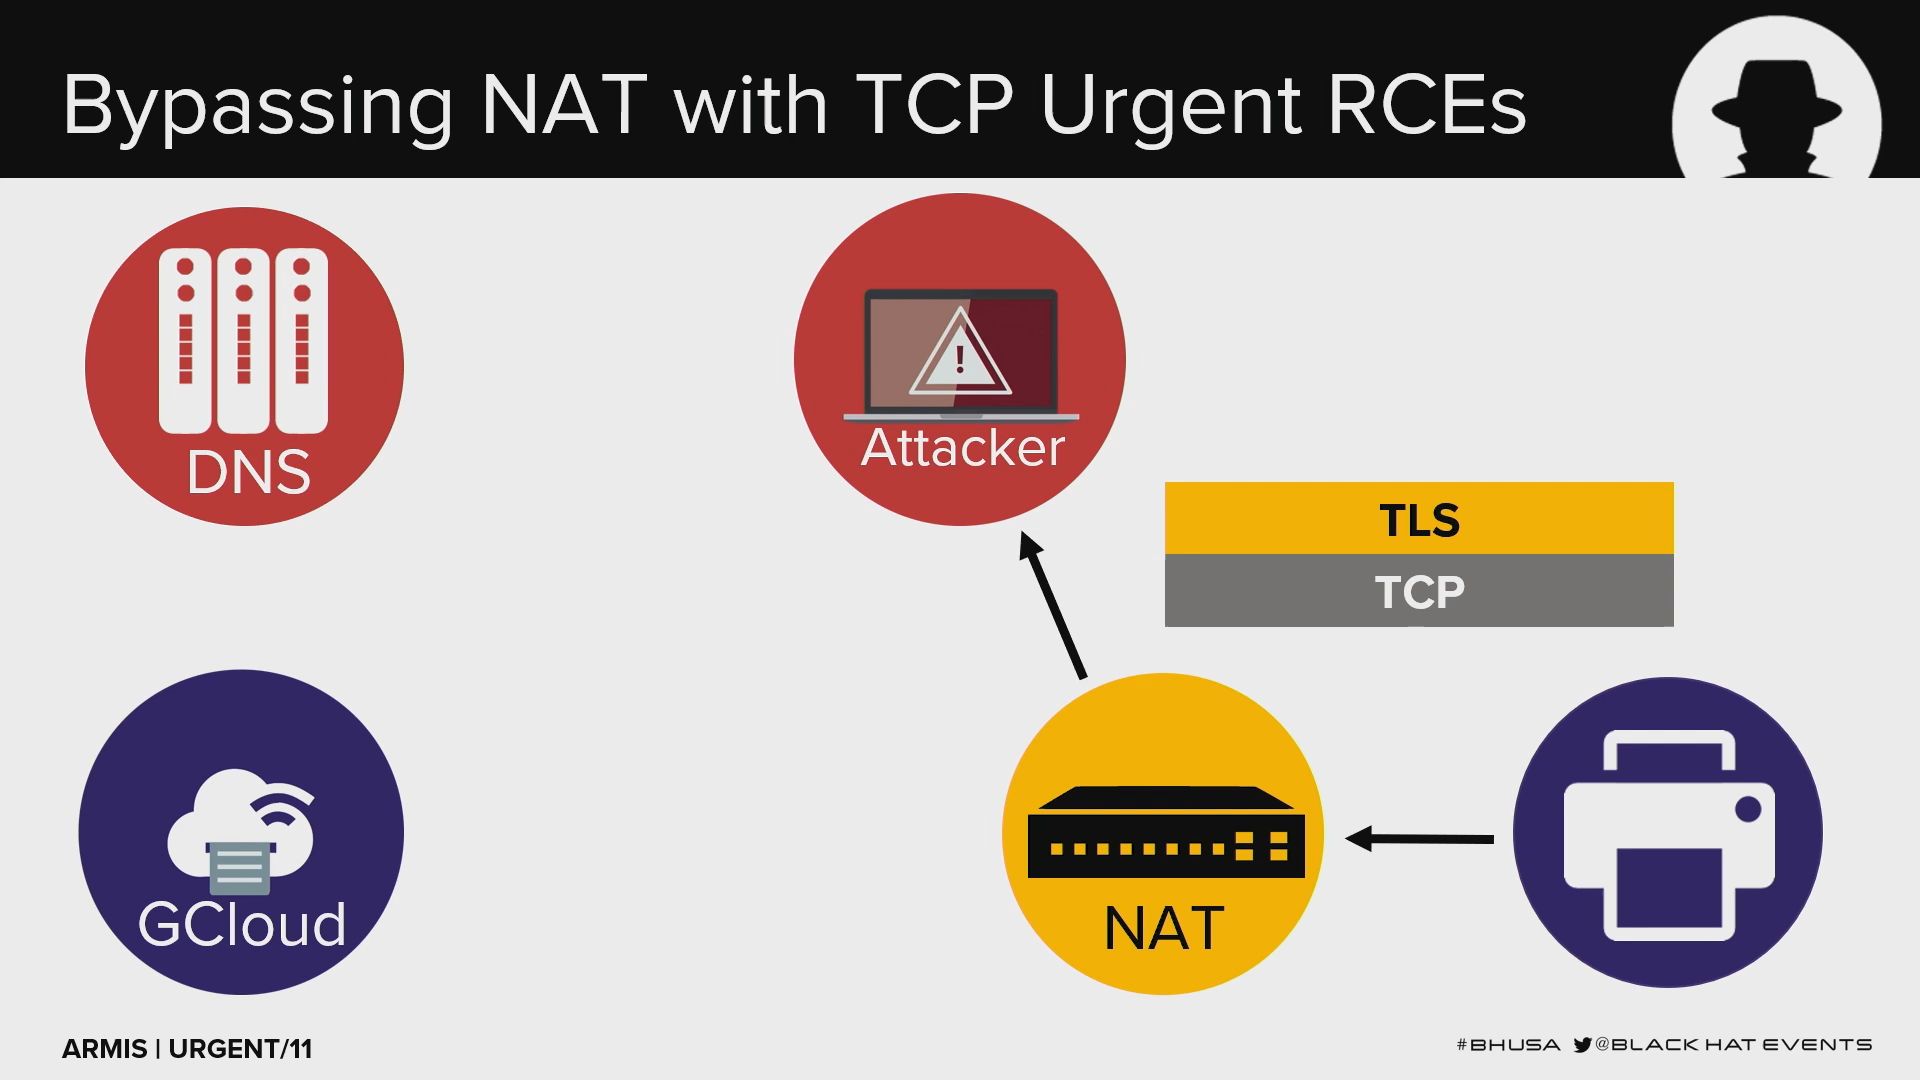 Bypassing NAT with TCP Urgent RCEs
DNS
!
Attacker
TLS
TCP
GCloud
NAT
ARMIS | URGENT/11
#BHUSA @BLACK HAT EVENTS